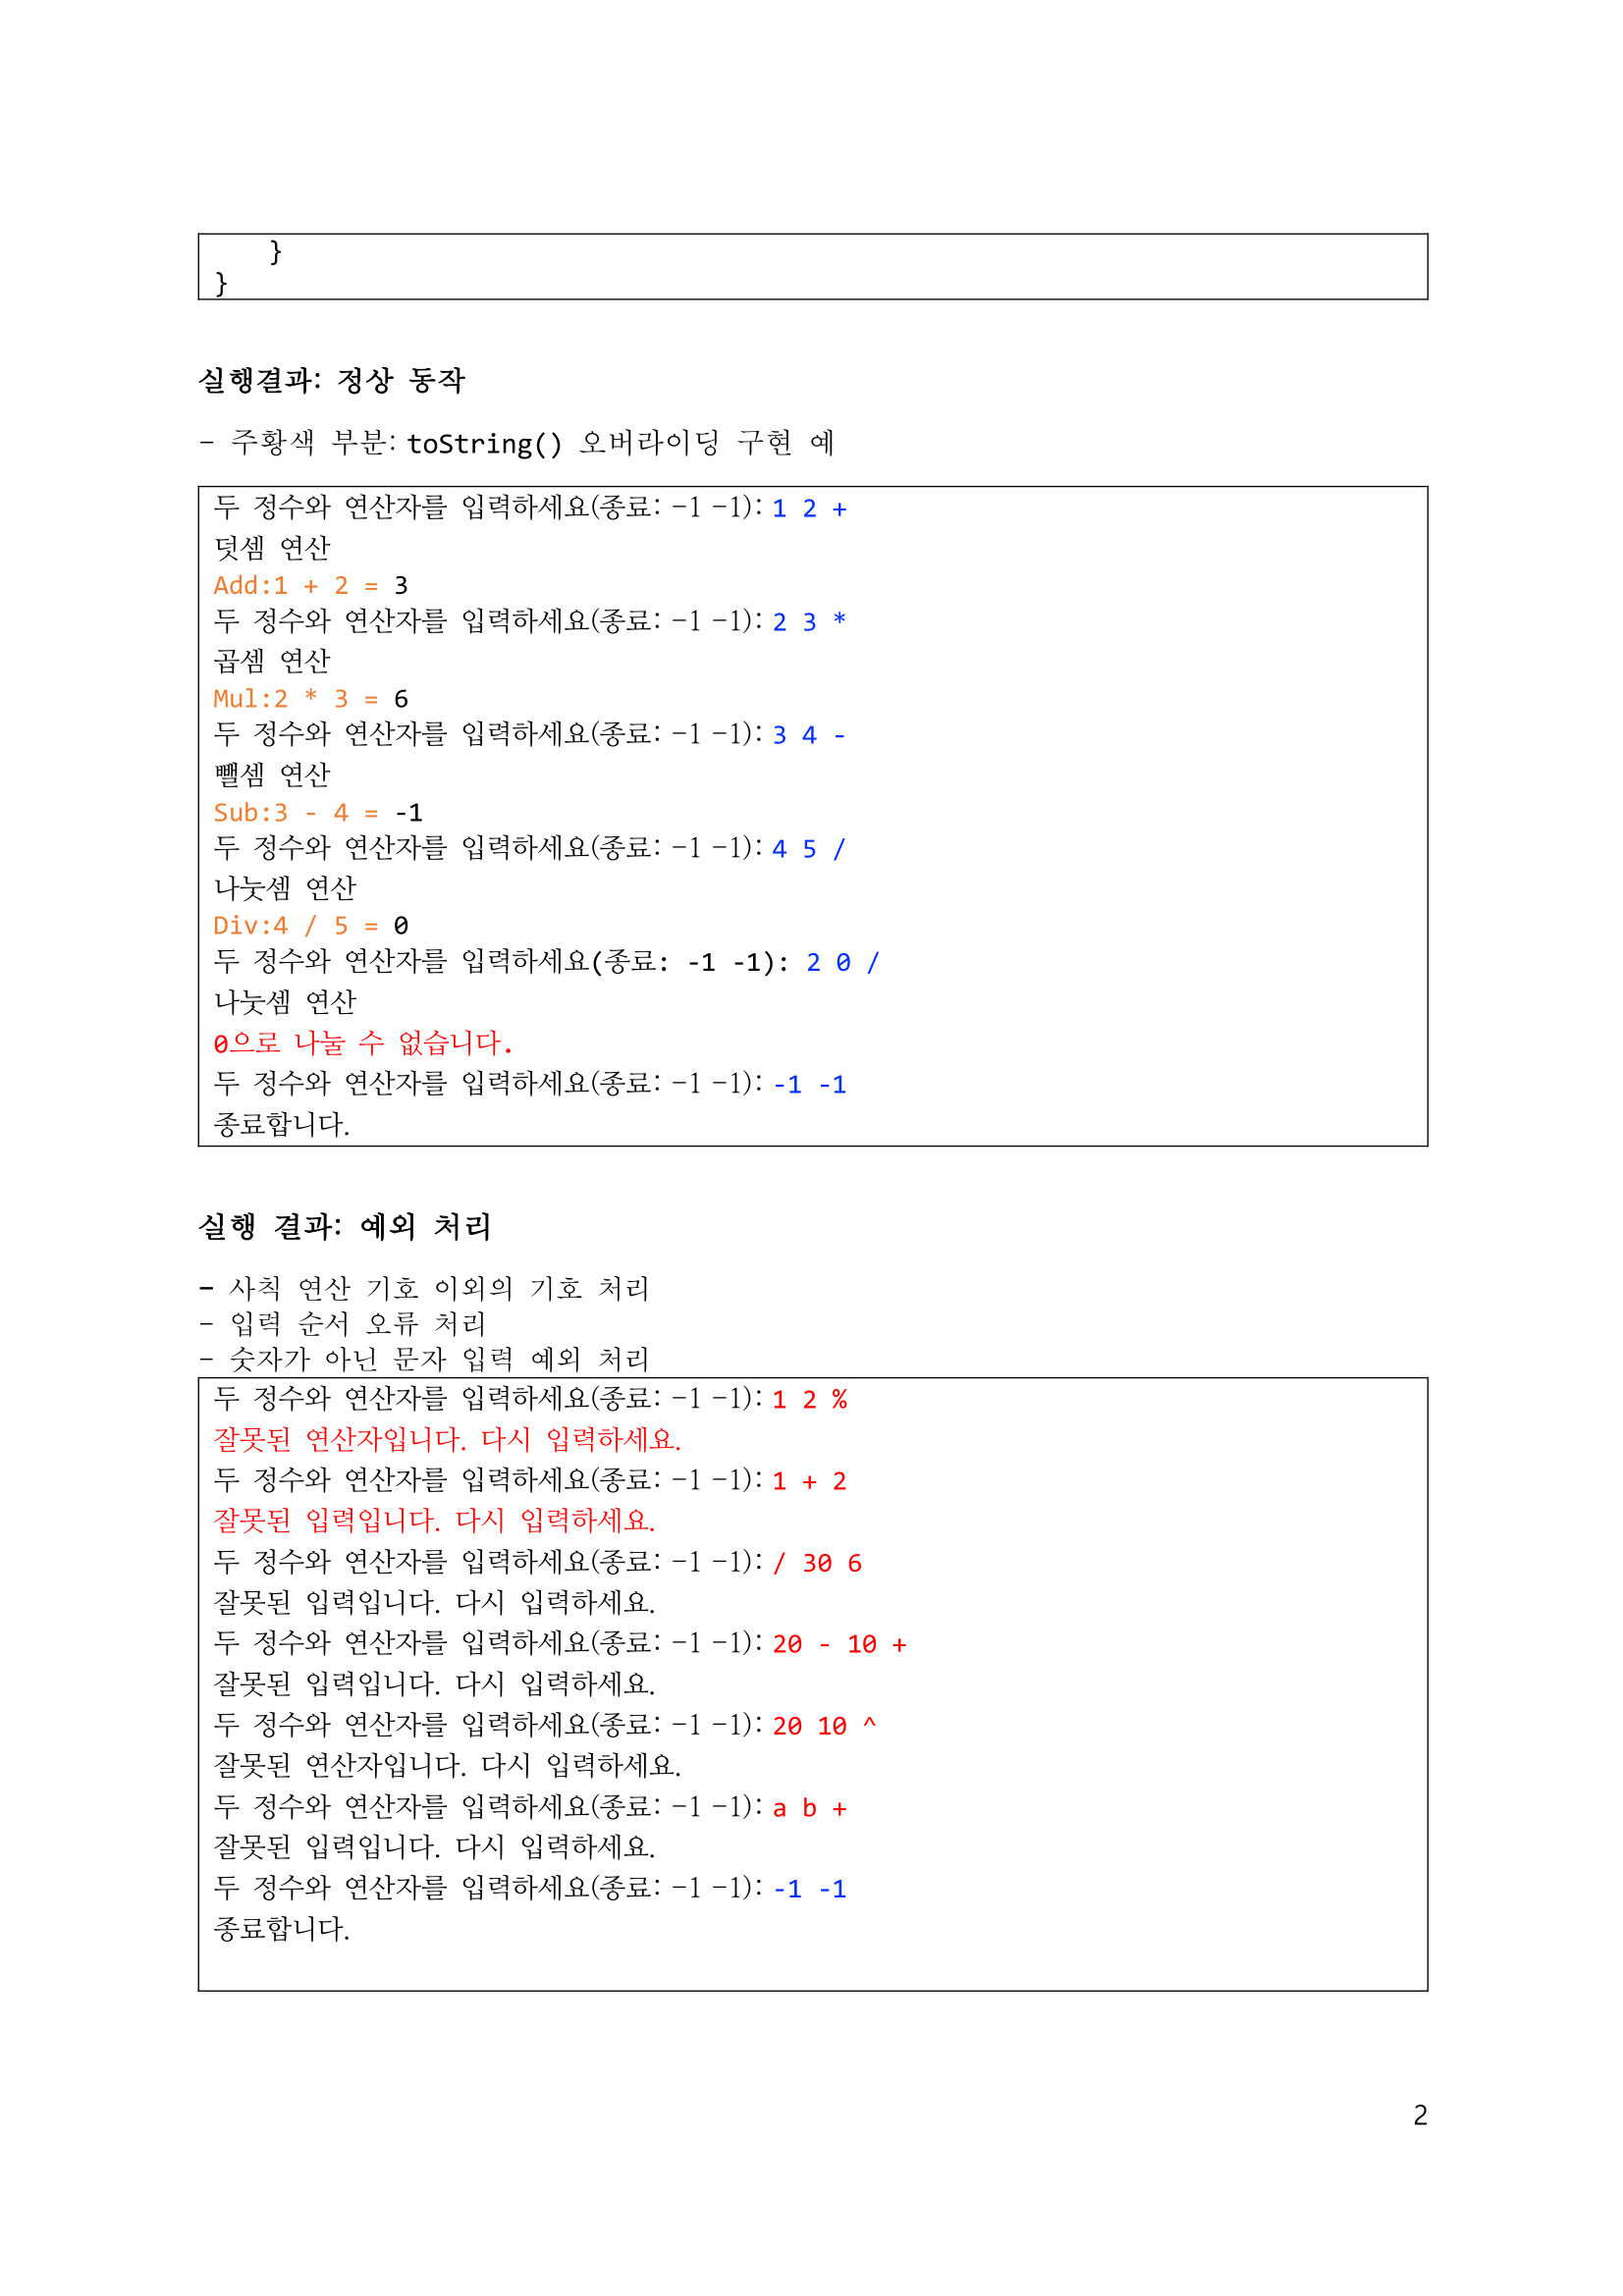 }
}
실행결과: 정상 동작
- 주황색 부분: toString() 오버라이딩 구현 예
두 정수와 연산자를 입력하세요(종료: -1 -1): 1 2 +
덧셈 연산
Add:1 + 2 = 3
두 정수와 연산자를 입력하세요(종료: -1 -1): 2 3 *
곱셈 연산
Mul:2 * 3 = 6
두 정수와 연산자를 입력하세요(종료: -1 -1): 3 4 -
뺄셈 연산
Sub:3 - 4 = -1
두 정수와 연산자를 입력하세요(종료: -1 -1): 4 5 /
나눗셈 연산
Div:4 / 5 = 0
두 정수와 연산자를 입력하세요(종료: -1 -1): 2 0 /
나눗셈 연산
0으로 나눌 수 없습니다.
두 정수와 연산자를 입력하세요(종료: -1 -1): -1 -1
종료합니다.
실행 결과: 예외 처리
- 사칙 연산 기호 이외의 기호 처리
- 입력 순서 오류 처리
- 숫자가 아닌 문자 입력 예외 처리
두 정수와 연산자를 입력하세요(종료: -1 -1): 1 2 %
잘못된 연산자입니다. 다시 입력하세요.
두 정수와 연산자를 입력하세요(종료: -1 -1): 1 + 2
잘못된 입력입니다. 다시 입력하세요.
두 정수와 연산자를 입력하세요(종료: -1 -1): / 30 6
잘못된 입력입니다. 다시 입력하세요.
두 정수와 연산자를 입력하세요(종료: -1 -1): 20 - 10 +
잘못된 입력입니다. 다시 입력하세요.
두 정수와 연산자를 입력하세요(종료: -1 -1): 20 10 ^
잘못된 연산자입니다. 다시 입력하세요.
두 정수와 연산자를 입력하세요(종료: -1 -1): a b +
잘못된 입력입니다. 다시 입력하세요.
두 정수와 연산자를 입력하세요(종료: -1 -1): -1 -1
종료합니다.
2